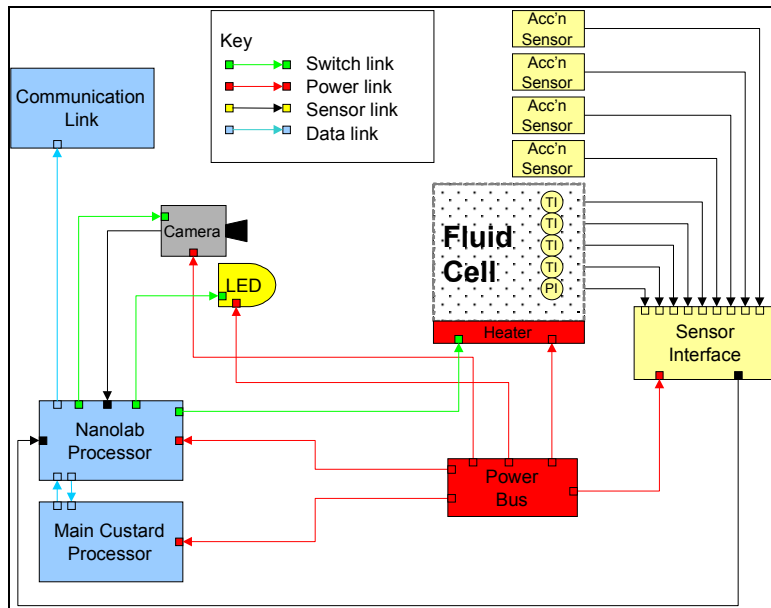 Acc'n
Sensor
Acc'n
Sensor
Acc'n
Sensor
Acc'n
Sensor
Key
Switch link
Power link
Sensor link
Data link
Communication
Link
Camera
LED
Fluid
Cell
TI
TI
TI
TI
PI
Heater
Sensor
Interface
Nanolab
Processor
Power
Bus
Main Custard
Processor